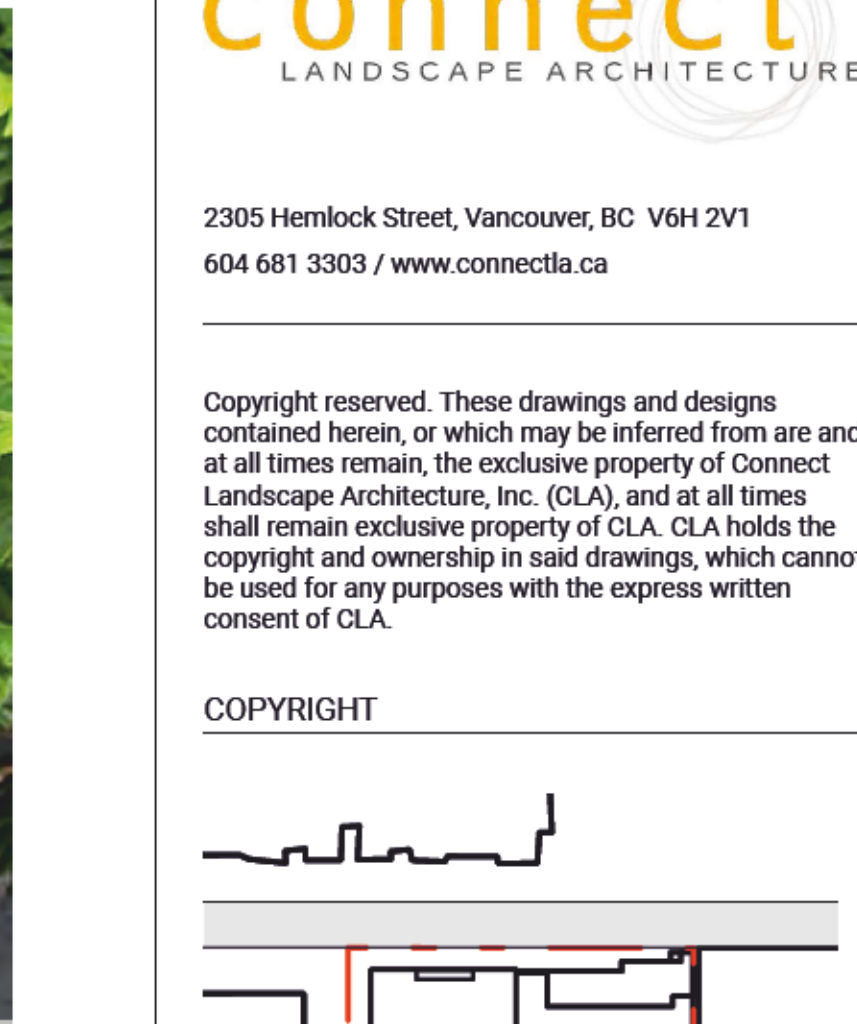 connect
LANDSCAPE ARCHITECTURE
2305 Hemlock Street, Vancouver, BC V6H 2V1
604 681 3303 / www.connectla.ca
Copyright reserved. These drawings and designs
contained herein, or which may be inferred from are and
at all times remain, the exclusive property of Connect
Landscape Architecture, Inc. (CLA), and at all times
shall remain exclusive property of CLA. CLA holds the
copyright and ownership in said drawings, which cannot
be used for any purposes with the express written
consent of CLA.
COPYRIGHT